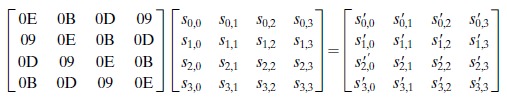 [0E 0B 0D 09] [s0,0 s0,1 s0,2 s0,3] [s′0,0 s′0,1 s′0,2 s′0,3]
[09 0E 0B 0D] [s1,0 s1,1 s1,2 s1,3] [s′1,0 s′1,1 s′1,2 s′1,3]
[0D 09 0E 0B] [s2,0 s2,1 s2,2 s2,3] = [s′2,0 s′2,1 s′2,2 s′2,3]
[0B 0D 09 0E] [s3,0 s3,1 s3,2 s3,3] [s′3,0 s′3,1 s′3,2 s′3,3]